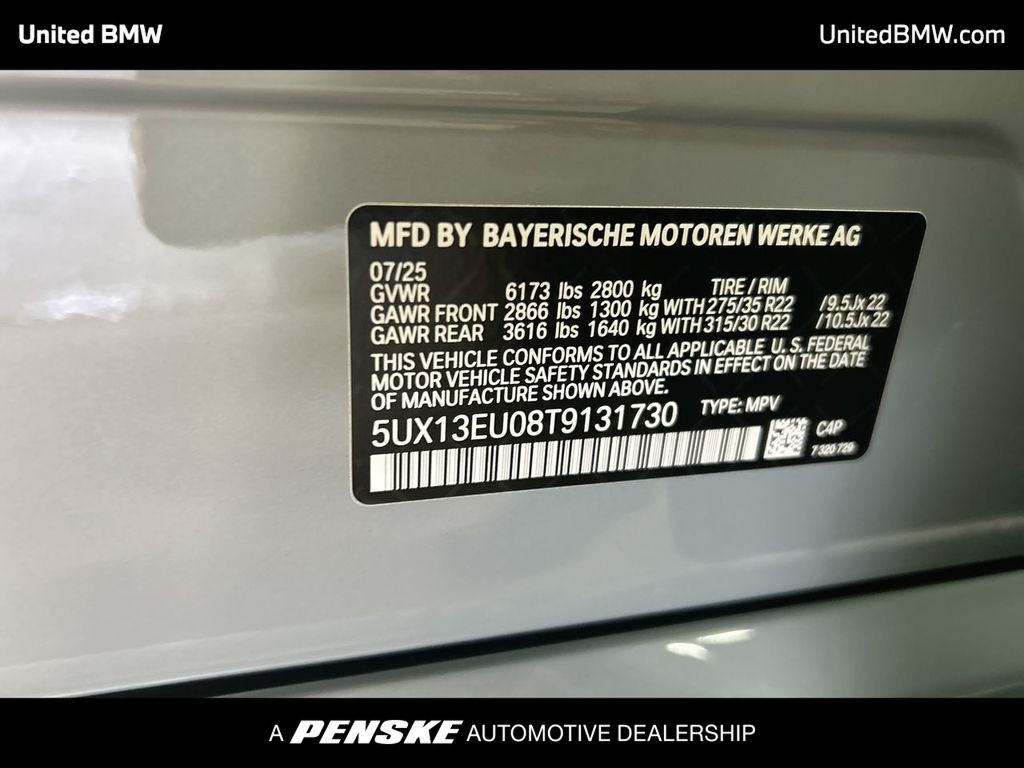 United BMW
UnitedBMW.com
MFD BY BAYERISCHE MOTOREN WERKE AG
07/25
GVWR 6173 lbs 2800 kg TIRE / RIM
GAWR FRONT 2866 lbs 1300 kg WITH 275/35 R22 /9.5Jx22
GAWR REAR 3616 lbs 1640 kg WITH 315/30 R22 /10.5Jx22
THIS VEHICLE CONFORMS TO ALL APPLICABLE U. S. FEDERAL
MOTOR VEHICLE SAFETY STANDARDS IN EFFECT ON THE DATE
OF MANUFACTURE SHOWN ABOVE.
5UX13EU08T9131730 TYPE: MPV
C4P
7 320 729
A PENSKE AUTOMOTIVE DEALERSHIP